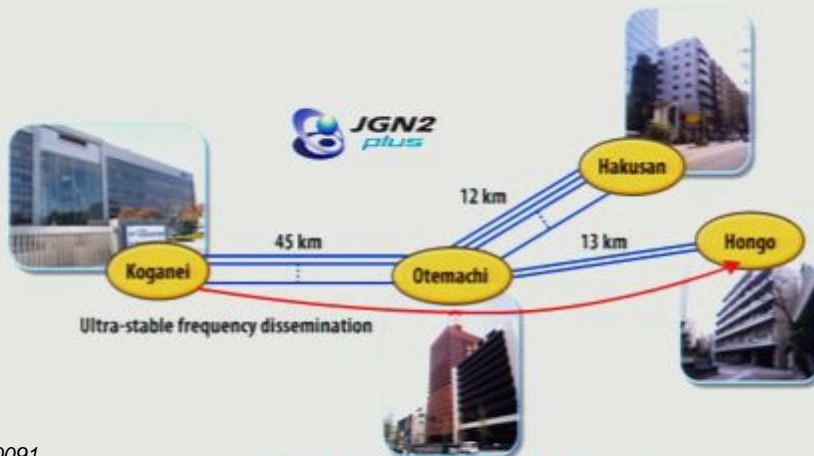 JGN2
plus
Hakusan
12 km
45 km
13 km
Hongo
Koganei
Otemachi
Ultra-stable frequency dissemination